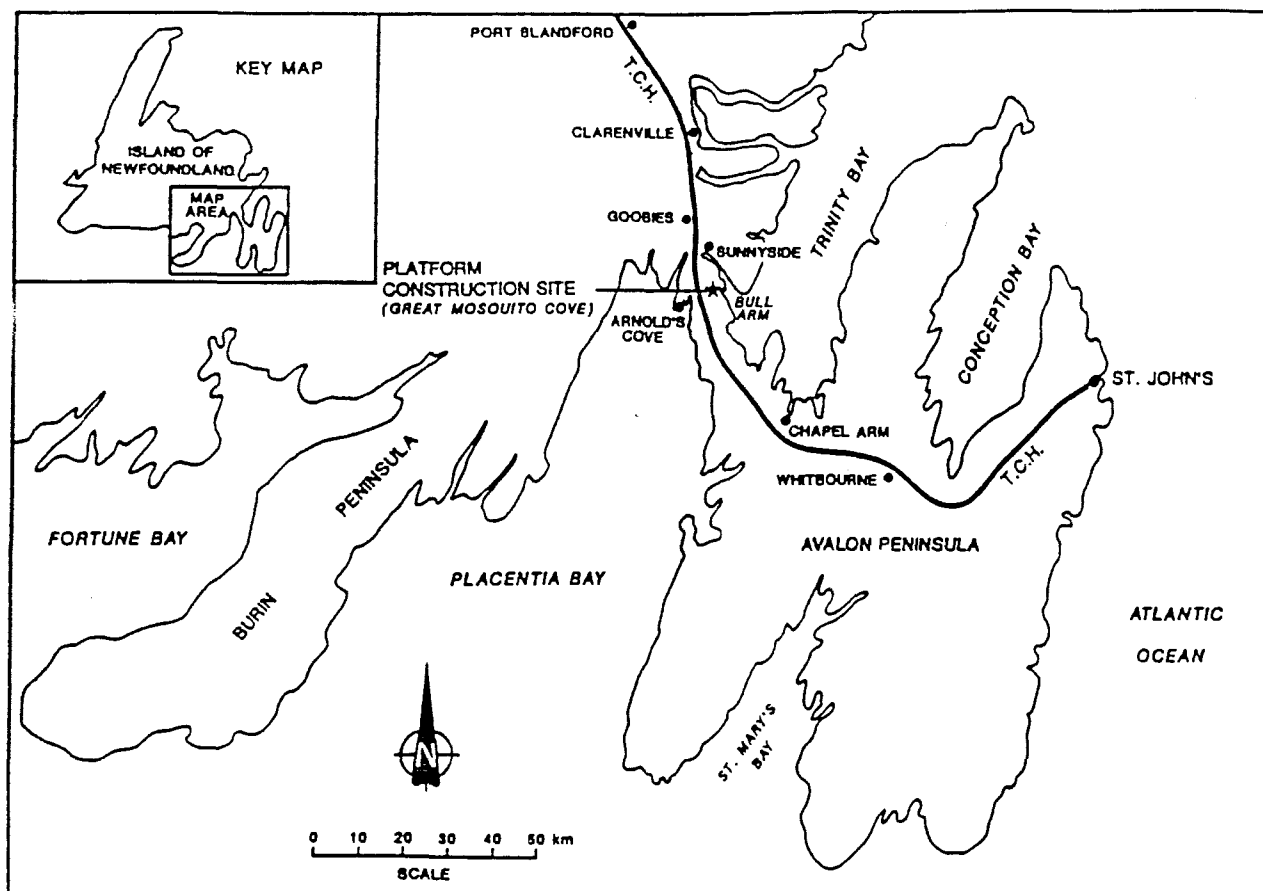 KEY MAP
ISLAND OF
NEWFOUNDLAND
MAP
AREA
PORT BLANDFORD
T.C.H.
CLARENVILLE
GOOBIES
SUNNYSIDE
TRINITY BAY
CONCEPTION BAY
PLATFORM
CONSTRUCTION SITE
(GREAT MOSQUITO COVE)
BULL
ARM
ARNOLD'S
COVE
ST. JOHN'S
CHAPEL ARM
WHITBOURNE
T.C.H.
AVALON PENINSULA
FORTUNE BAY
BURIN
PENINSULA
PLACENTIA BAY
ST. MARY'S
BAY
ATLANTIC
OCEAN
N
0 10 20 30 40 50 km
SCALE